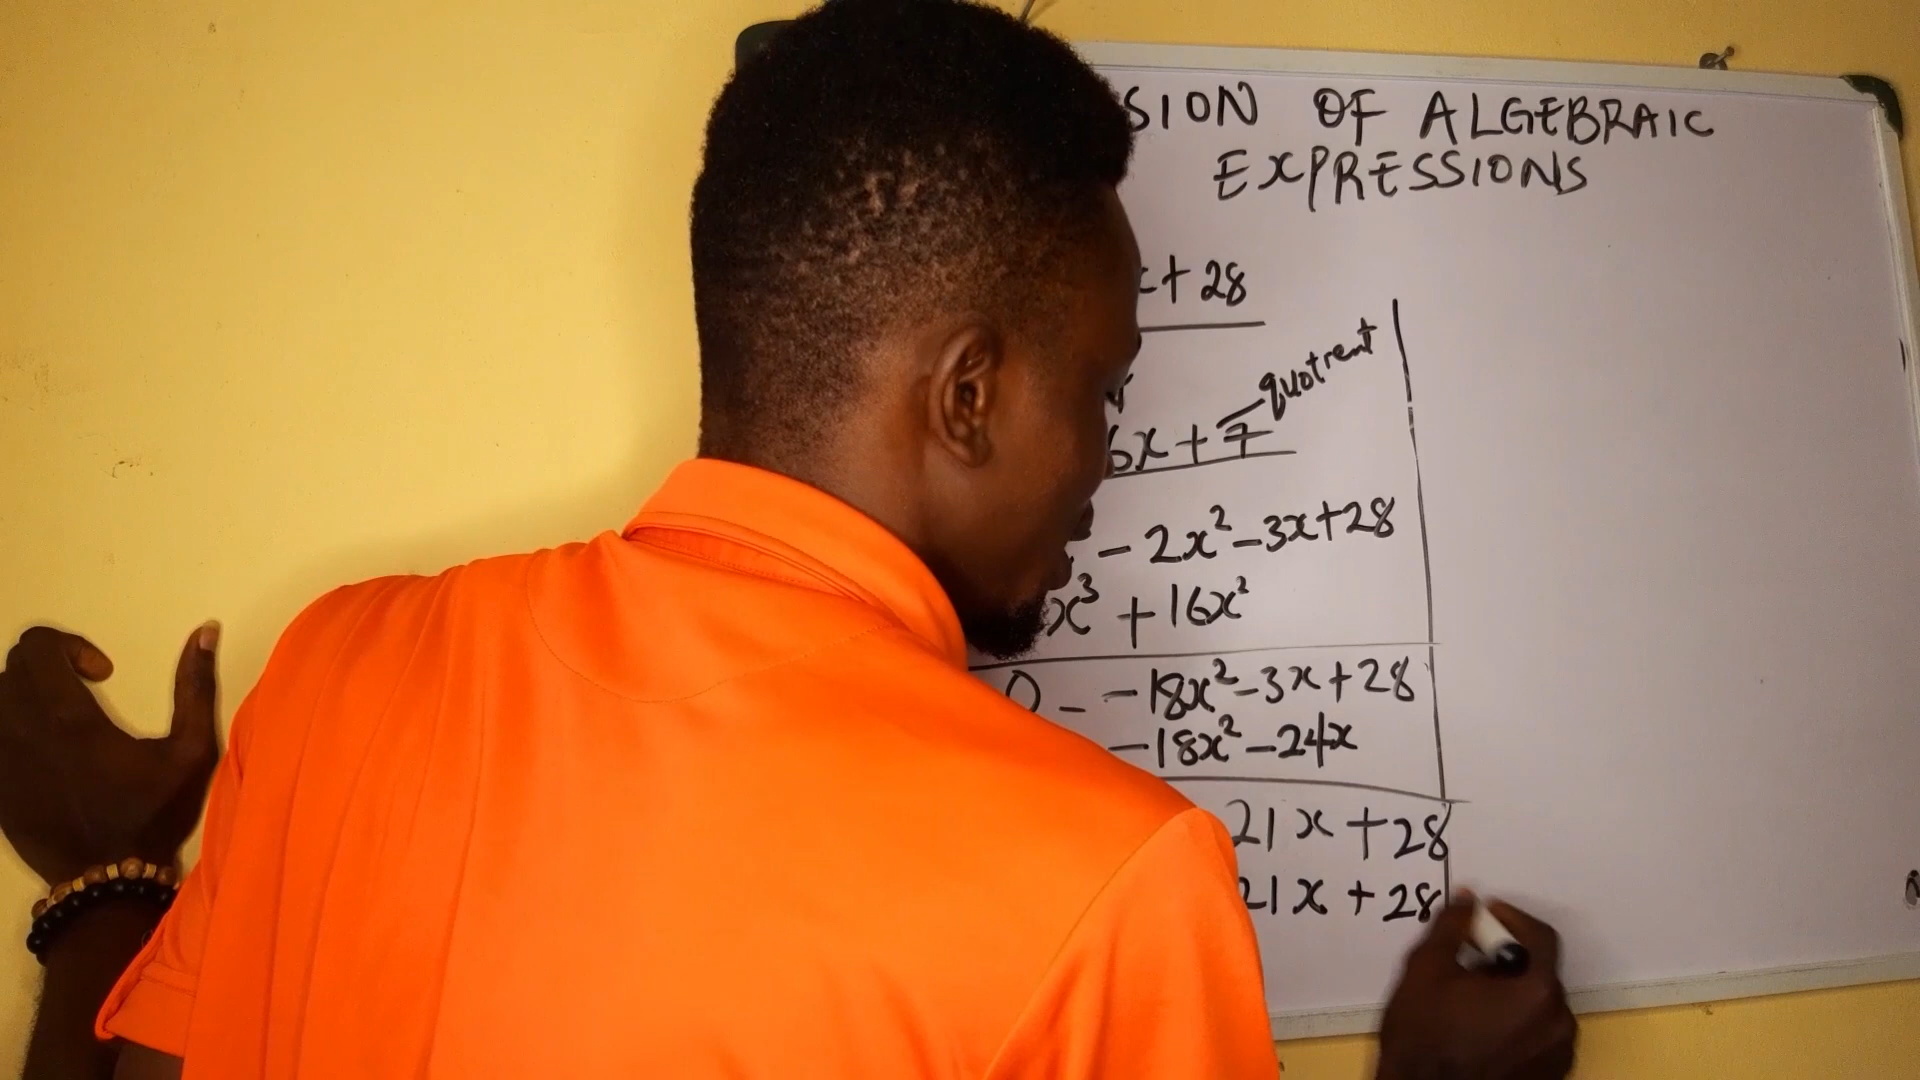 SION OF ALGEBRAIC
EXPRESSIONS
+ 28
quotient
6x + 7
- 2x² - 3x + 28
x³ + 16x²
0 - - 18x² - 3x + 28
- 18x² - 24x
21x + 28
21x + 28